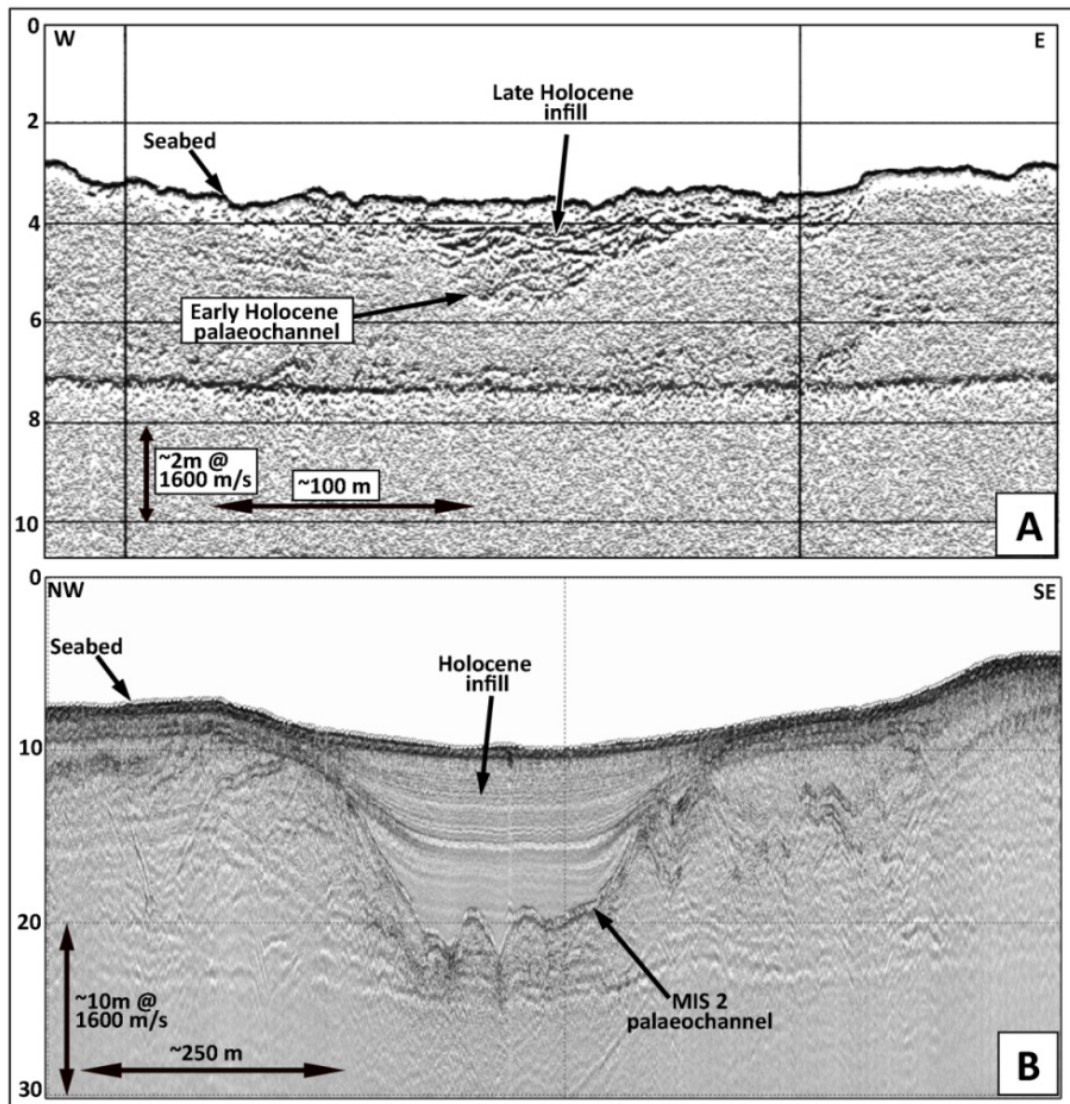 0
W
E
Late Holocene
infill
2
Seabed
4
Early Holocene
palaeochannel
6
8
~2m @
1600 m/s
~100 m
10
A
0
NW
SE
Seabed
Holocene
infill
10
20
~10m @
1600 m/s
MIS 2
palaeochannel
~250 m
B
30